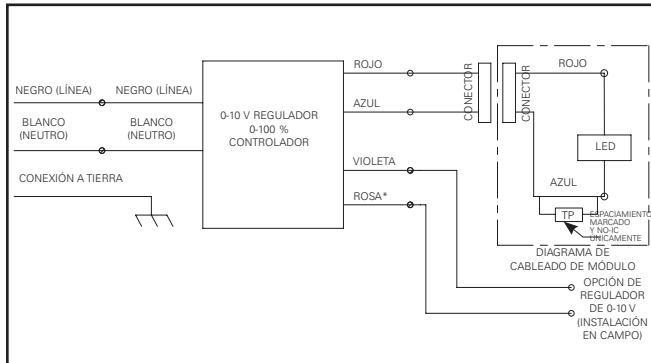 NEGRO (LÍNEA)
NEGRO (LÍNEA)
BLANCO
(NEUTRO)
BLANCO
(NEUTRO)
CONEXIÓN A TIERRA
0-10 V REGULADOR
0-100 %
CONTROLADOR
ROJO
AZUL
VIOLETA
ROSA*
CONECTOR
CONECTOR
ROJO
LED
AZUL
TP
ESPACIAMIENTO
MARCADO
Y NO-IC
ÚNICAMENTE
DIAGRAMA DE
CABLEADO DE MÓDULO
OPCIÓN DE
REGULADOR
DE 0-10 V
(INSTALACIÓN
EN CAMPO)